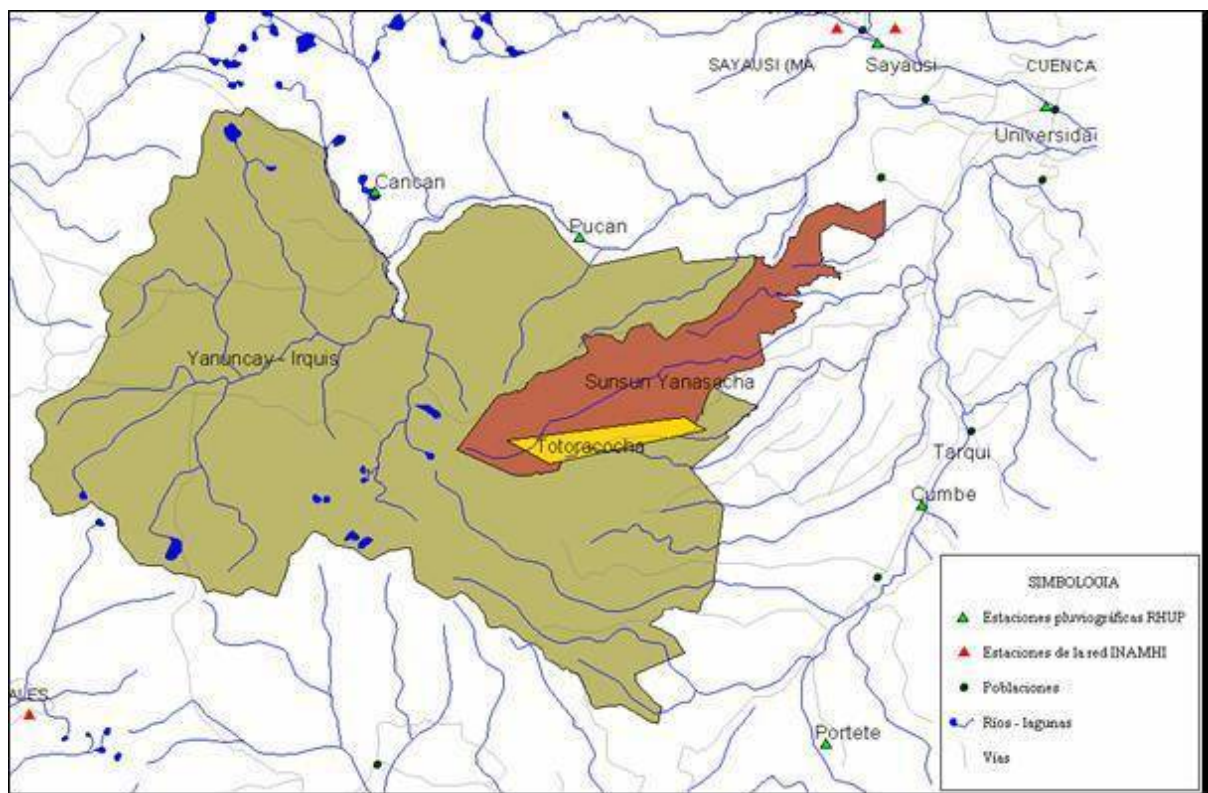 SAYAUSI (MA
Sayausi
CUENCA
Universidad
Cancan
Pucan
Yanuncay - Irquis
Sunsun Yanasacha
Totoracocha
Tarqui
Cumbe
ALES
Portete
SIMBOLOGIA
Estaciones pluviográficas RHUP
Estaciones de la red INAMHI
Poblaciones
Ríos - lagunas
Vías